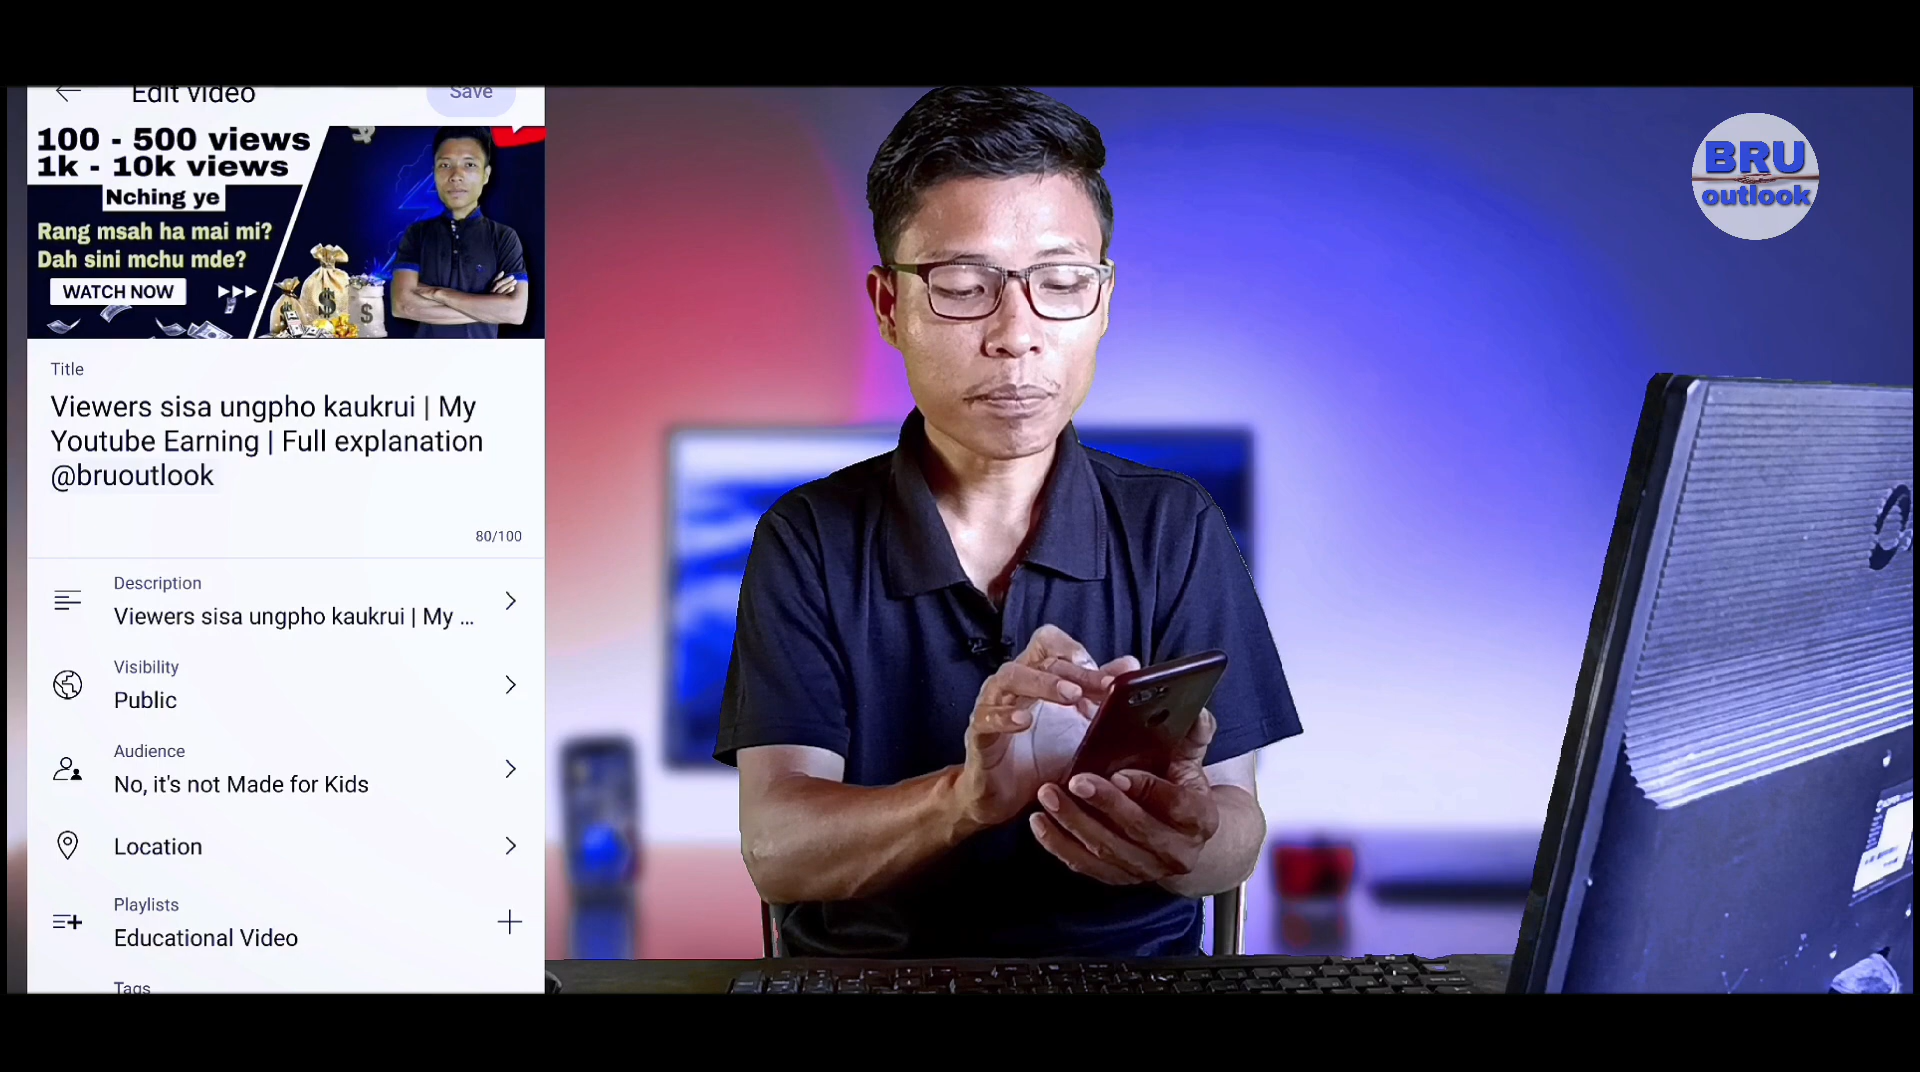 Edit video
Save
100 - 500 views
1k - 10k views
Nching ye
Rang msah ha mai mi?
Dah sini mchu mde?
WATCH NOW
Title
Viewers sisa ungpho kaukrui | My
Youtube Earning | Full explanation
@bruoutlook
80/100
Description
Viewers sisa ungpho kaukrui | My ...
Visibility
Public
Audience
No, it's not Made for Kids
Location
Playlists
Educational Video
Tags
BRU
outlook